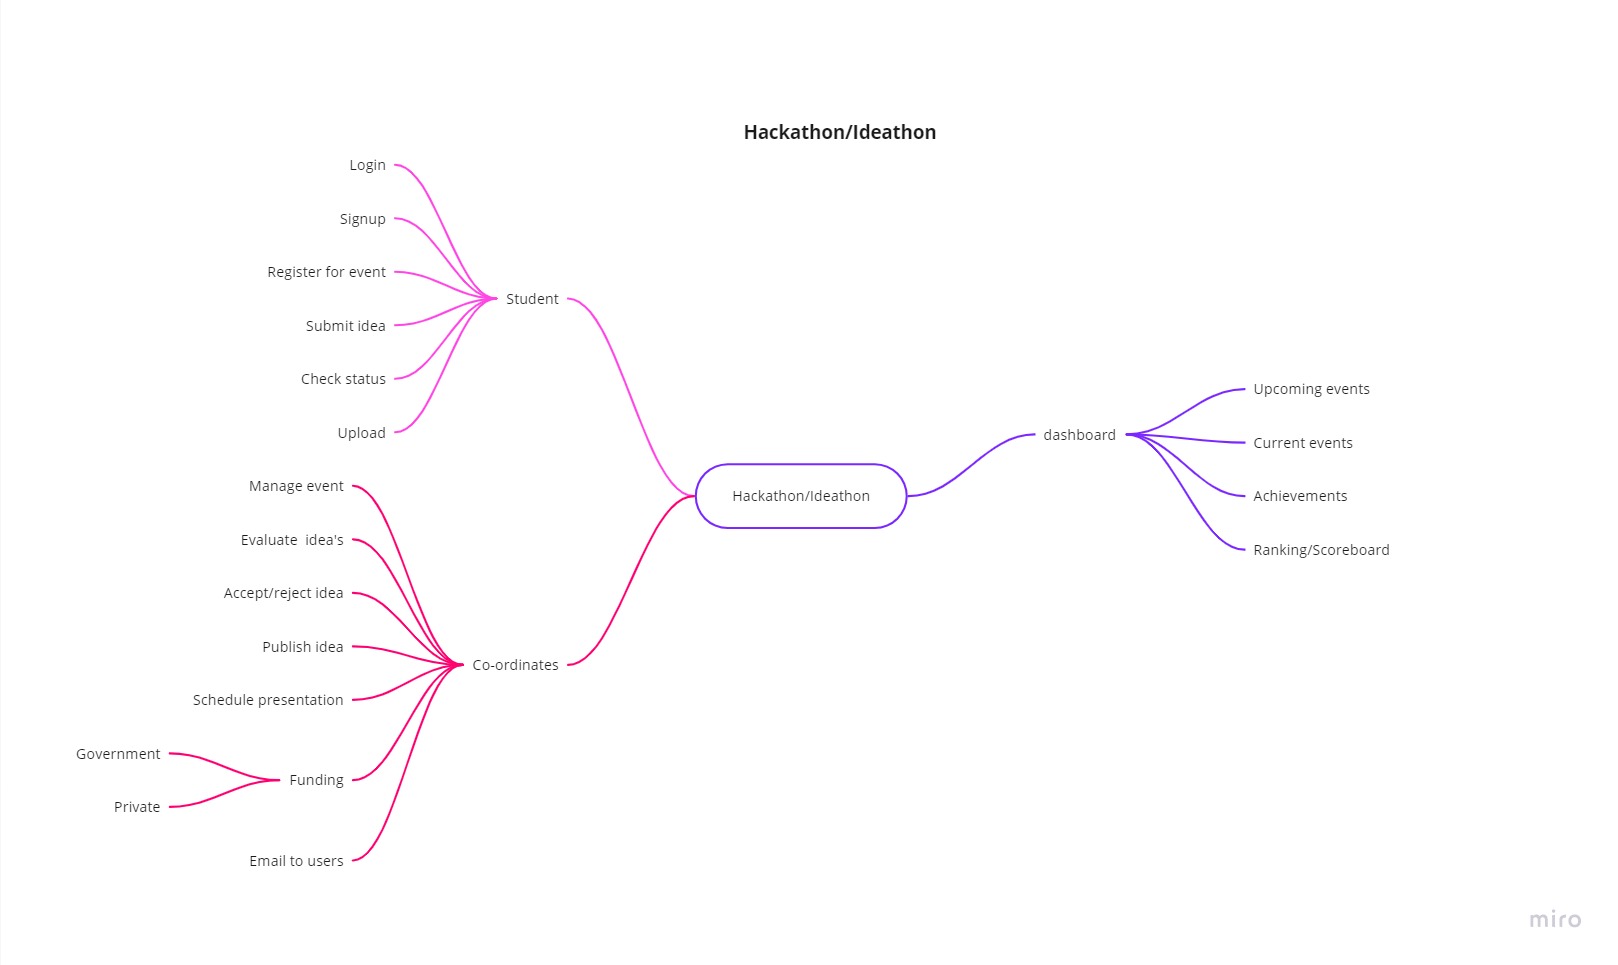 Hackathon/Ideathon
Login
Signup
Register for event
Submit idea
Check status
Upload
Student
Manage event
Evaluate  idea's
Accept/reject idea
Publish idea
Schedule presentation
Government
Private
Funding
Email to users
Co-ordinates
Hackathon/Ideathon
dashboard
Upcoming events
Current events
Achievements
Ranking/Scoreboard
miro